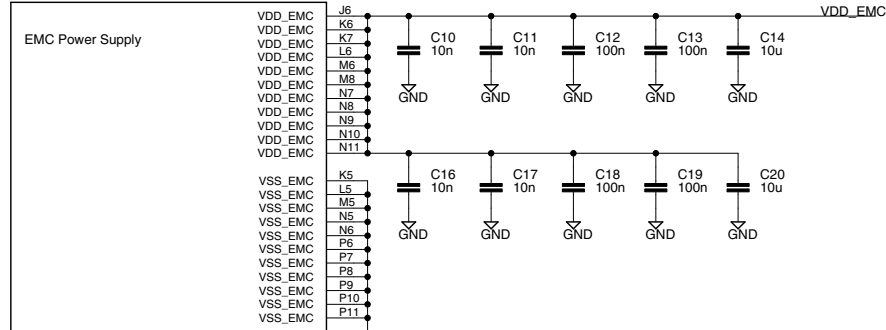 VDD_EMC J6 VDD_EMC
VDD_EMC K6
EMC Power Supply VDD_EMC K7 C10 C11 C12 C13 C14
VDD_EMC L6 10n 10n 100n 100n 10u
VDD_EMC M6
VDD_EMC M8
VDD_EMC N7
VDD_EMC N8 GND GND GND GND GND
VDD_EMC N9
VDD_EMC N10
VDD_EMC N11
VSS_EMC K5 C16 C17 C18 C19 C20
VSS_EMC L5 10n 10n 100n 100n 10u
VSS_EMC M5
VSS_EMC N5
VSS_EMC N6 GND GND GND GND GND
VSS_EMC P6
VSS_EMC P7
VSS_EMC P8
VSS_EMC P9
VSS_EMC P10
VSS_EMC P11